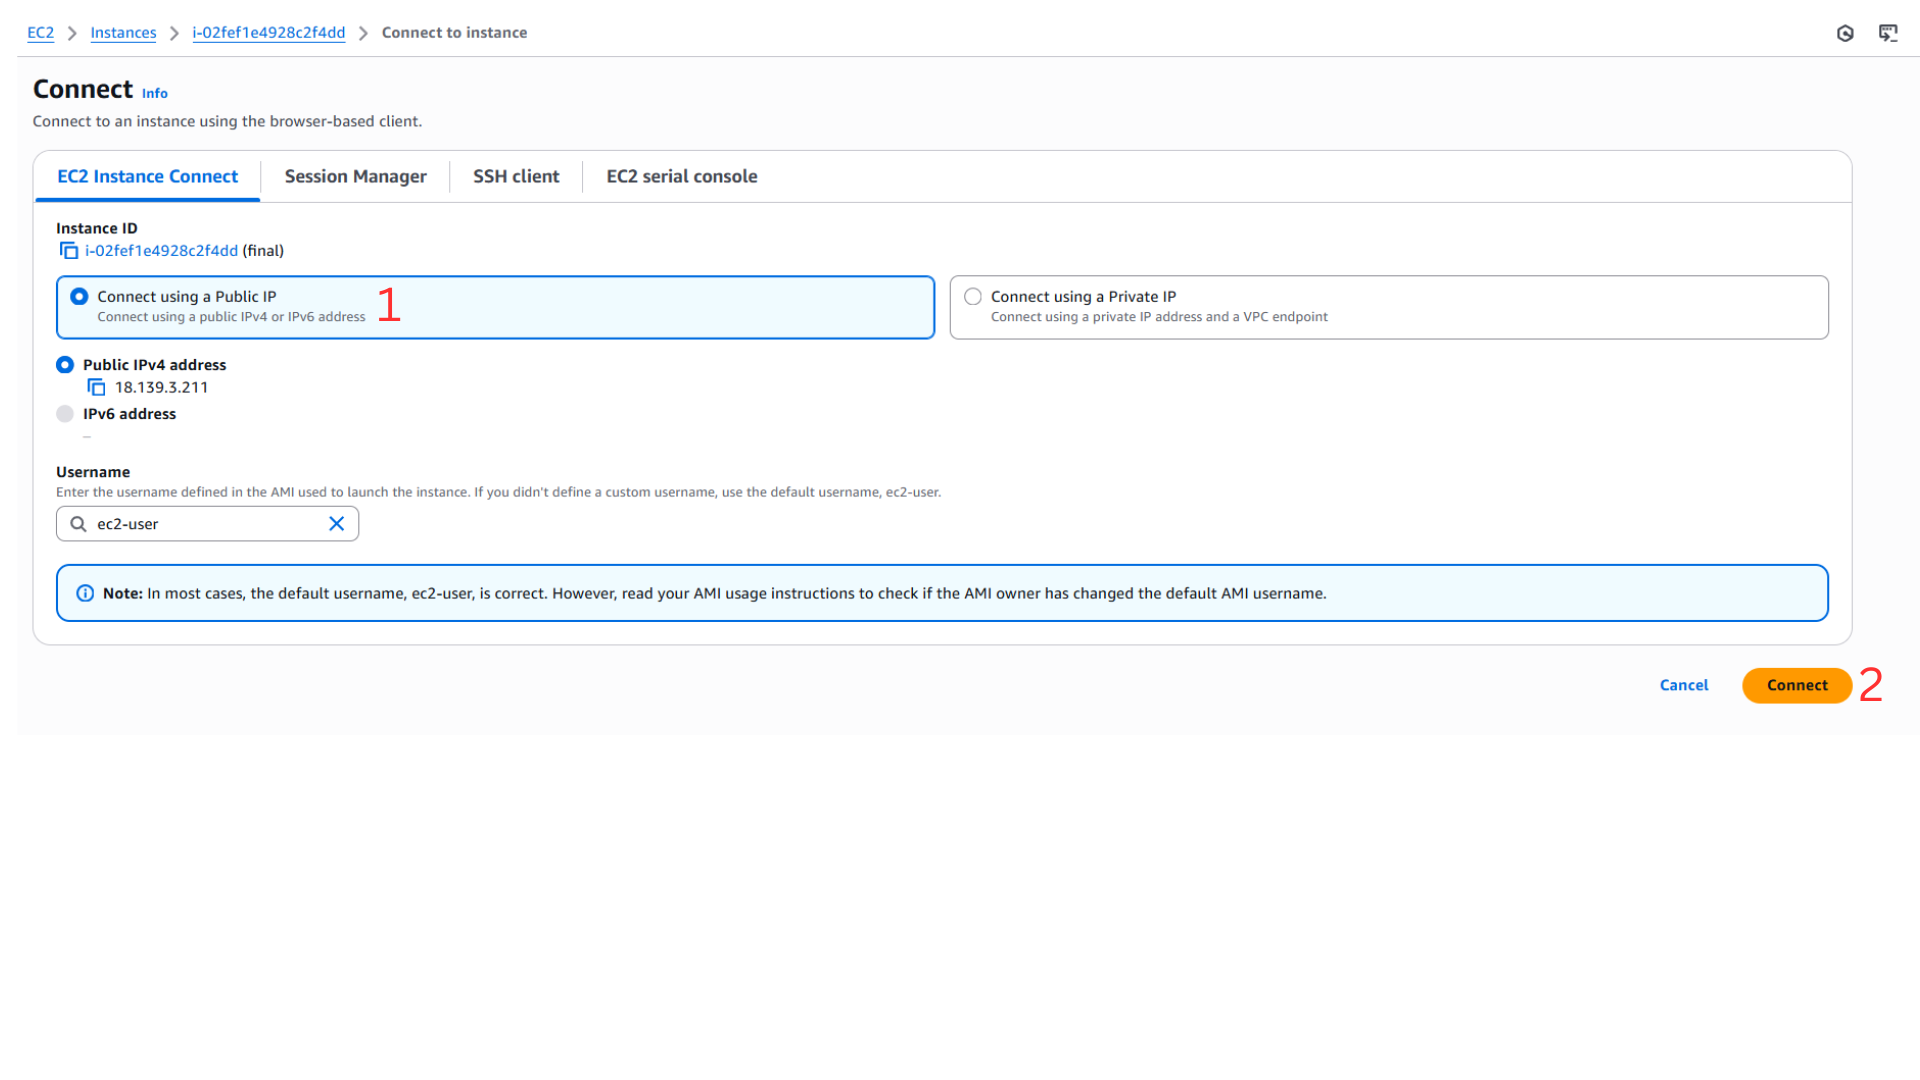 EC2 > Instances > i-02fef1e4928c2f4dd > Connect to instance
Connect Info
Connect to an instance using the browser-based client.
EC2 Instance Connect
Session Manager
SSH client
EC2 serial console
Instance ID
i-02fef1e4928c2f4dd (final)
Connect using a Public IP
Connect using a public IPv4 or IPv6 address
1
Connect using a Private IP
Connect using a private IP address and a VPC endpoint
Public IPv4 address
18.139.3.211
IPv6 address
–
Username
Enter the username defined in the AMI used to launch the instance. If you didn't define a custom username, use the default username, ec2-user.
ec2-user
Note: In most cases, the default username, ec2-user, is correct. However, read your AMI usage instructions to check if the AMI owner has changed the default AMI username.
Cancel
Connect
2